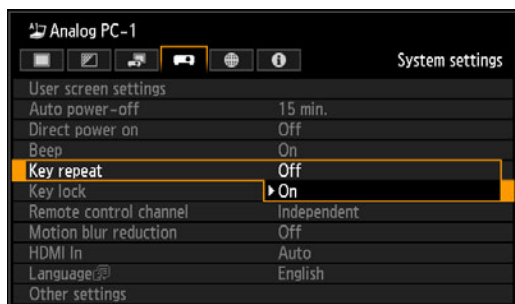 Analog PC-1
System settings
User screen settings
Auto power-off 15 min.
Direct power on Off
Beep On
Key repeat Off
Key lock On
Remote control channel Independent
Motion blur reduction Off
HDMI In Auto
Language English
Other settings